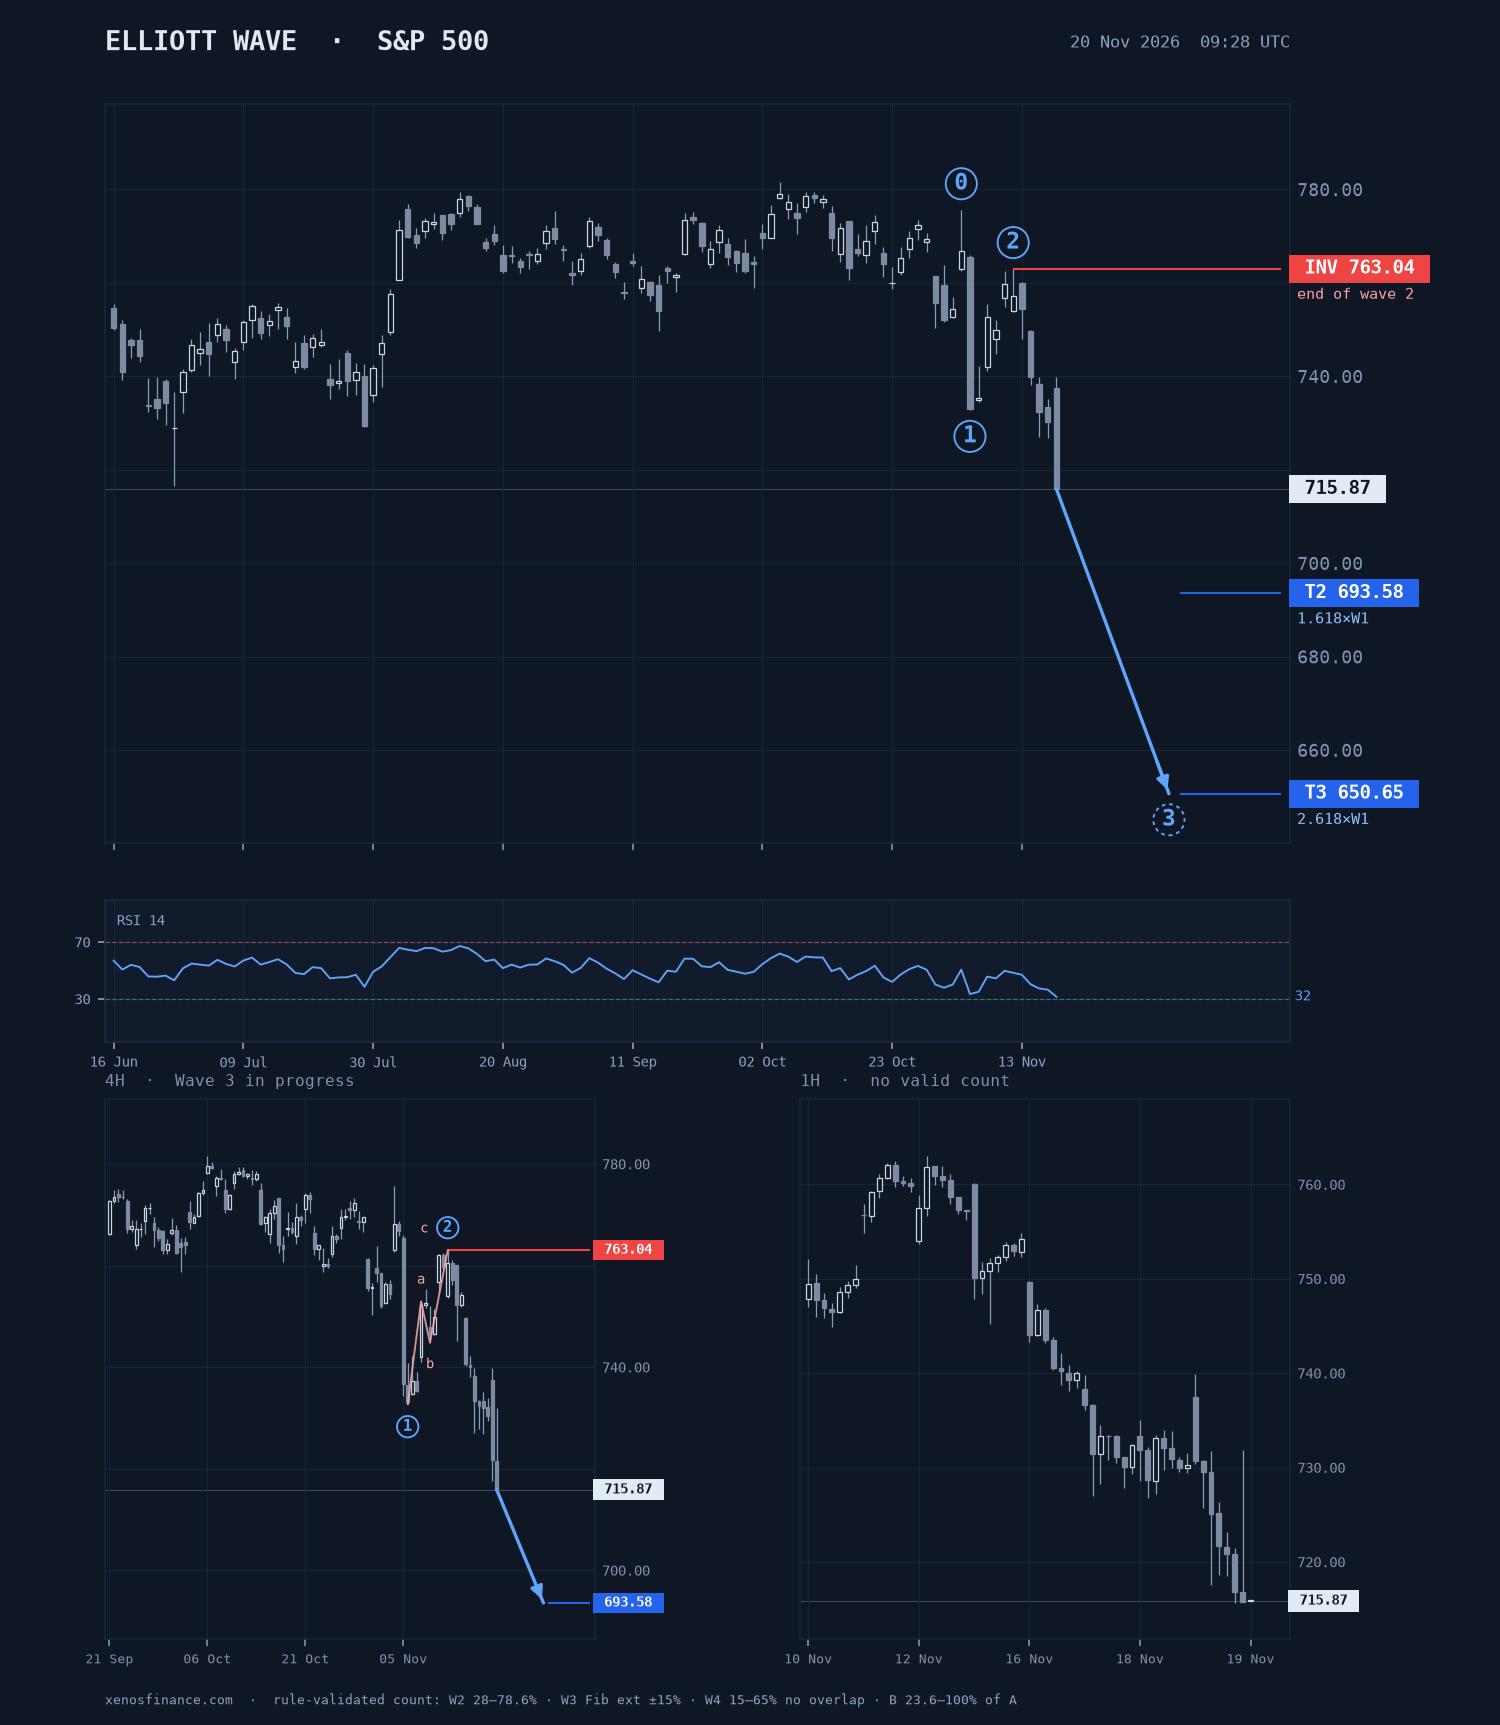 ELLIOTT WAVE · S&P 500
20 Nov 2026 09:28 UTC
0
780.00
2
INV 763.04
end of wave 2
740.00
1
715.87
700.00
T2 693.58
1.618×W1
680.00
660.00
T3 650.65
2.618×W1
3
RSI 14
70
30
32
16 Jun 09 Jul 30 Jul 20 Aug 11 Sep 02 Oct 23 Oct 13 Nov
4H · Wave 3 in progress
780.00
c 2
763.04
a
b
740.00
1
715.87
700.00
693.58
21 Sep 06 Oct 21 Oct 05 Nov
1H · no valid count
760.00
750.00
740.00
730.00
720.00
715.87
10 Nov 12 Nov 16 Nov 18 Nov 19 Nov
xenosfinance.com · rule-validated count: W2 28–78.6% · W3 Fib ext ±15% · W4 15–65% no overlap · B 23.6–100% of A